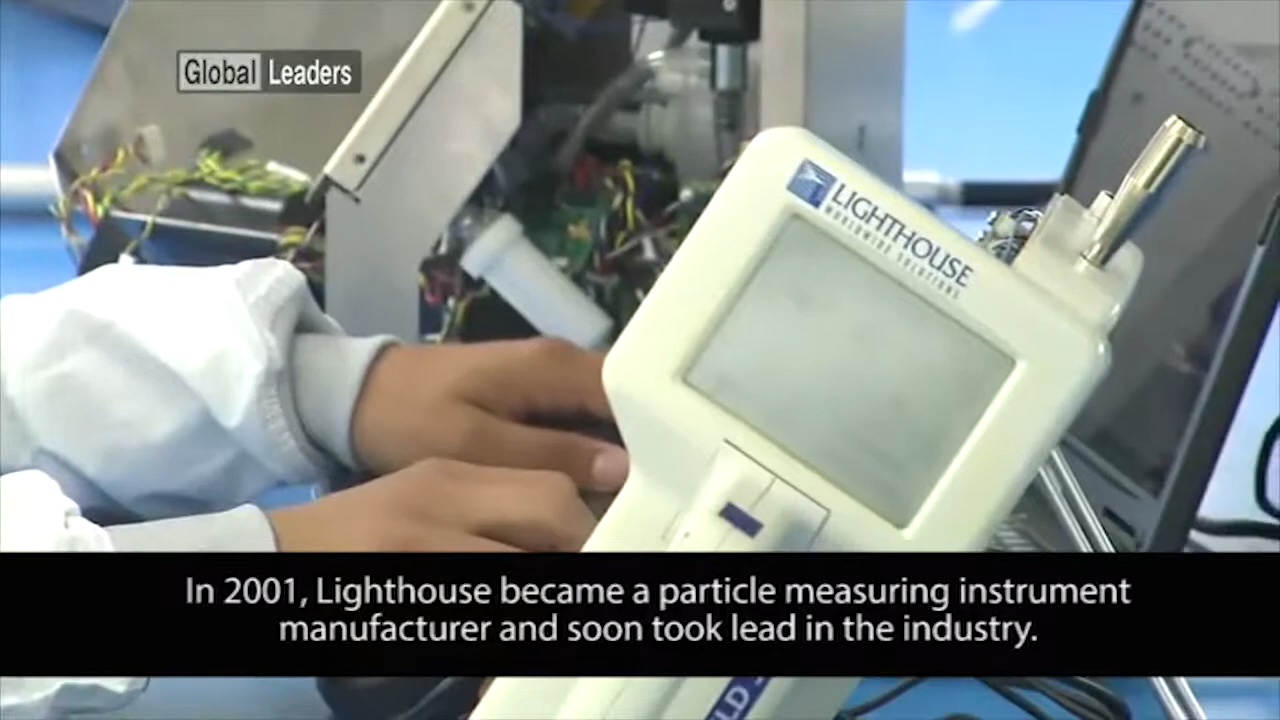 Global Leaders
LIGHTHOUSE
WORLDWIDE SOLUTIONS
In 2001, Lighthouse became a particle measuring instrument
manufacturer and soon took lead in the industry.